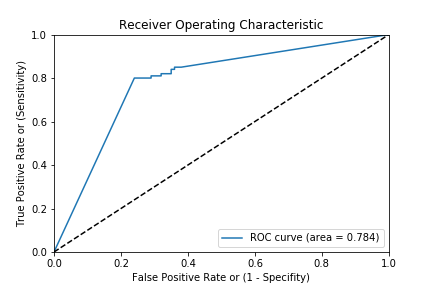 Receiver Operating Characteristic
True Positive Rate or (Sensitivity)
1.0
0.8
0.6
0.4
0.2
0.0
ROC curve (area = 0.784)
0.0 0.2 0.4 0.6 0.8 1.0
False Positive Rate or (1 - Specifity)